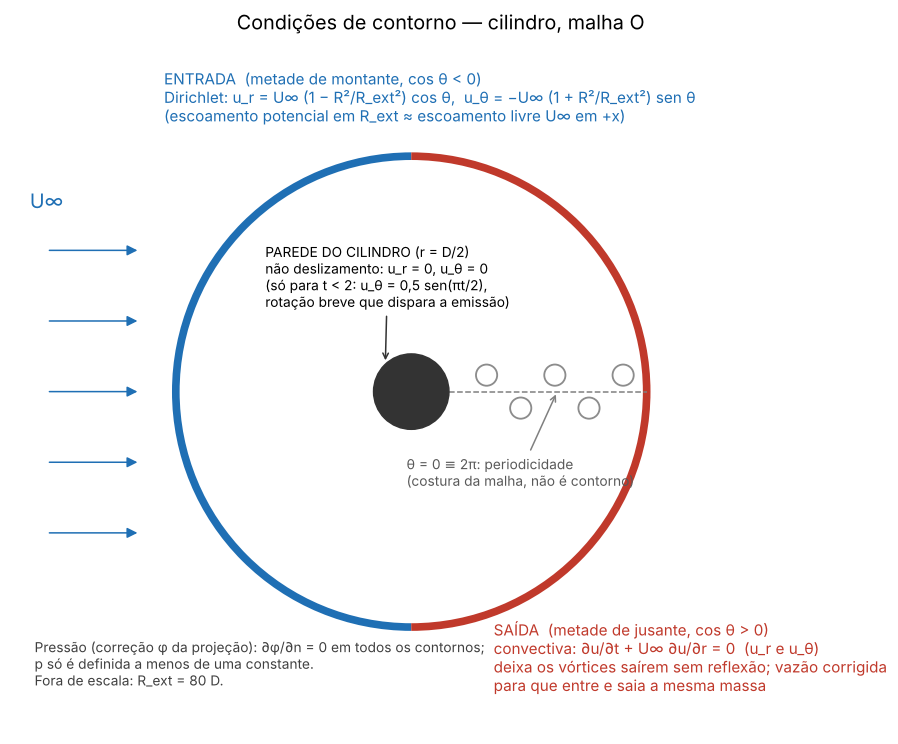 Condições de contorno — cilindro, malha O
ENTRADA (metade de montante, cos θ < 0)
Dirichlet: u_r = U∞ (1 − R²/R_ext²) cos θ, u_θ = −U∞ (1 + R²/R_ext²) sen θ
(escoamento potencial em R_ext ≈ escoamento livre U∞ em +x)
U∞
PAREDE DO CILINDRO (r = D/2)
não deslizamento: u_r = 0, u_θ = 0
(só para t < 2: u_θ = 0,5 sen(πt/2),
rotação breve que dispara a emissão)
θ = 0 ≡ 2π: periodicidade
(costura da malha, não é contorno)
SAÍDA (metade de jusante, cos θ > 0)
convectiva: ∂u/∂t + U∞ ∂u/∂r = 0 (u_r e u_θ)
deixa os vórtices saírem sem reflexão; vazão corrigida
para que entre e saia a mesma massa
Pressão (correção φ da projeção): ∂φ/∂n = 0 em todos os contornos;
p só é definida a menos de uma constante.
Fora de escala: R_ext = 80 D.